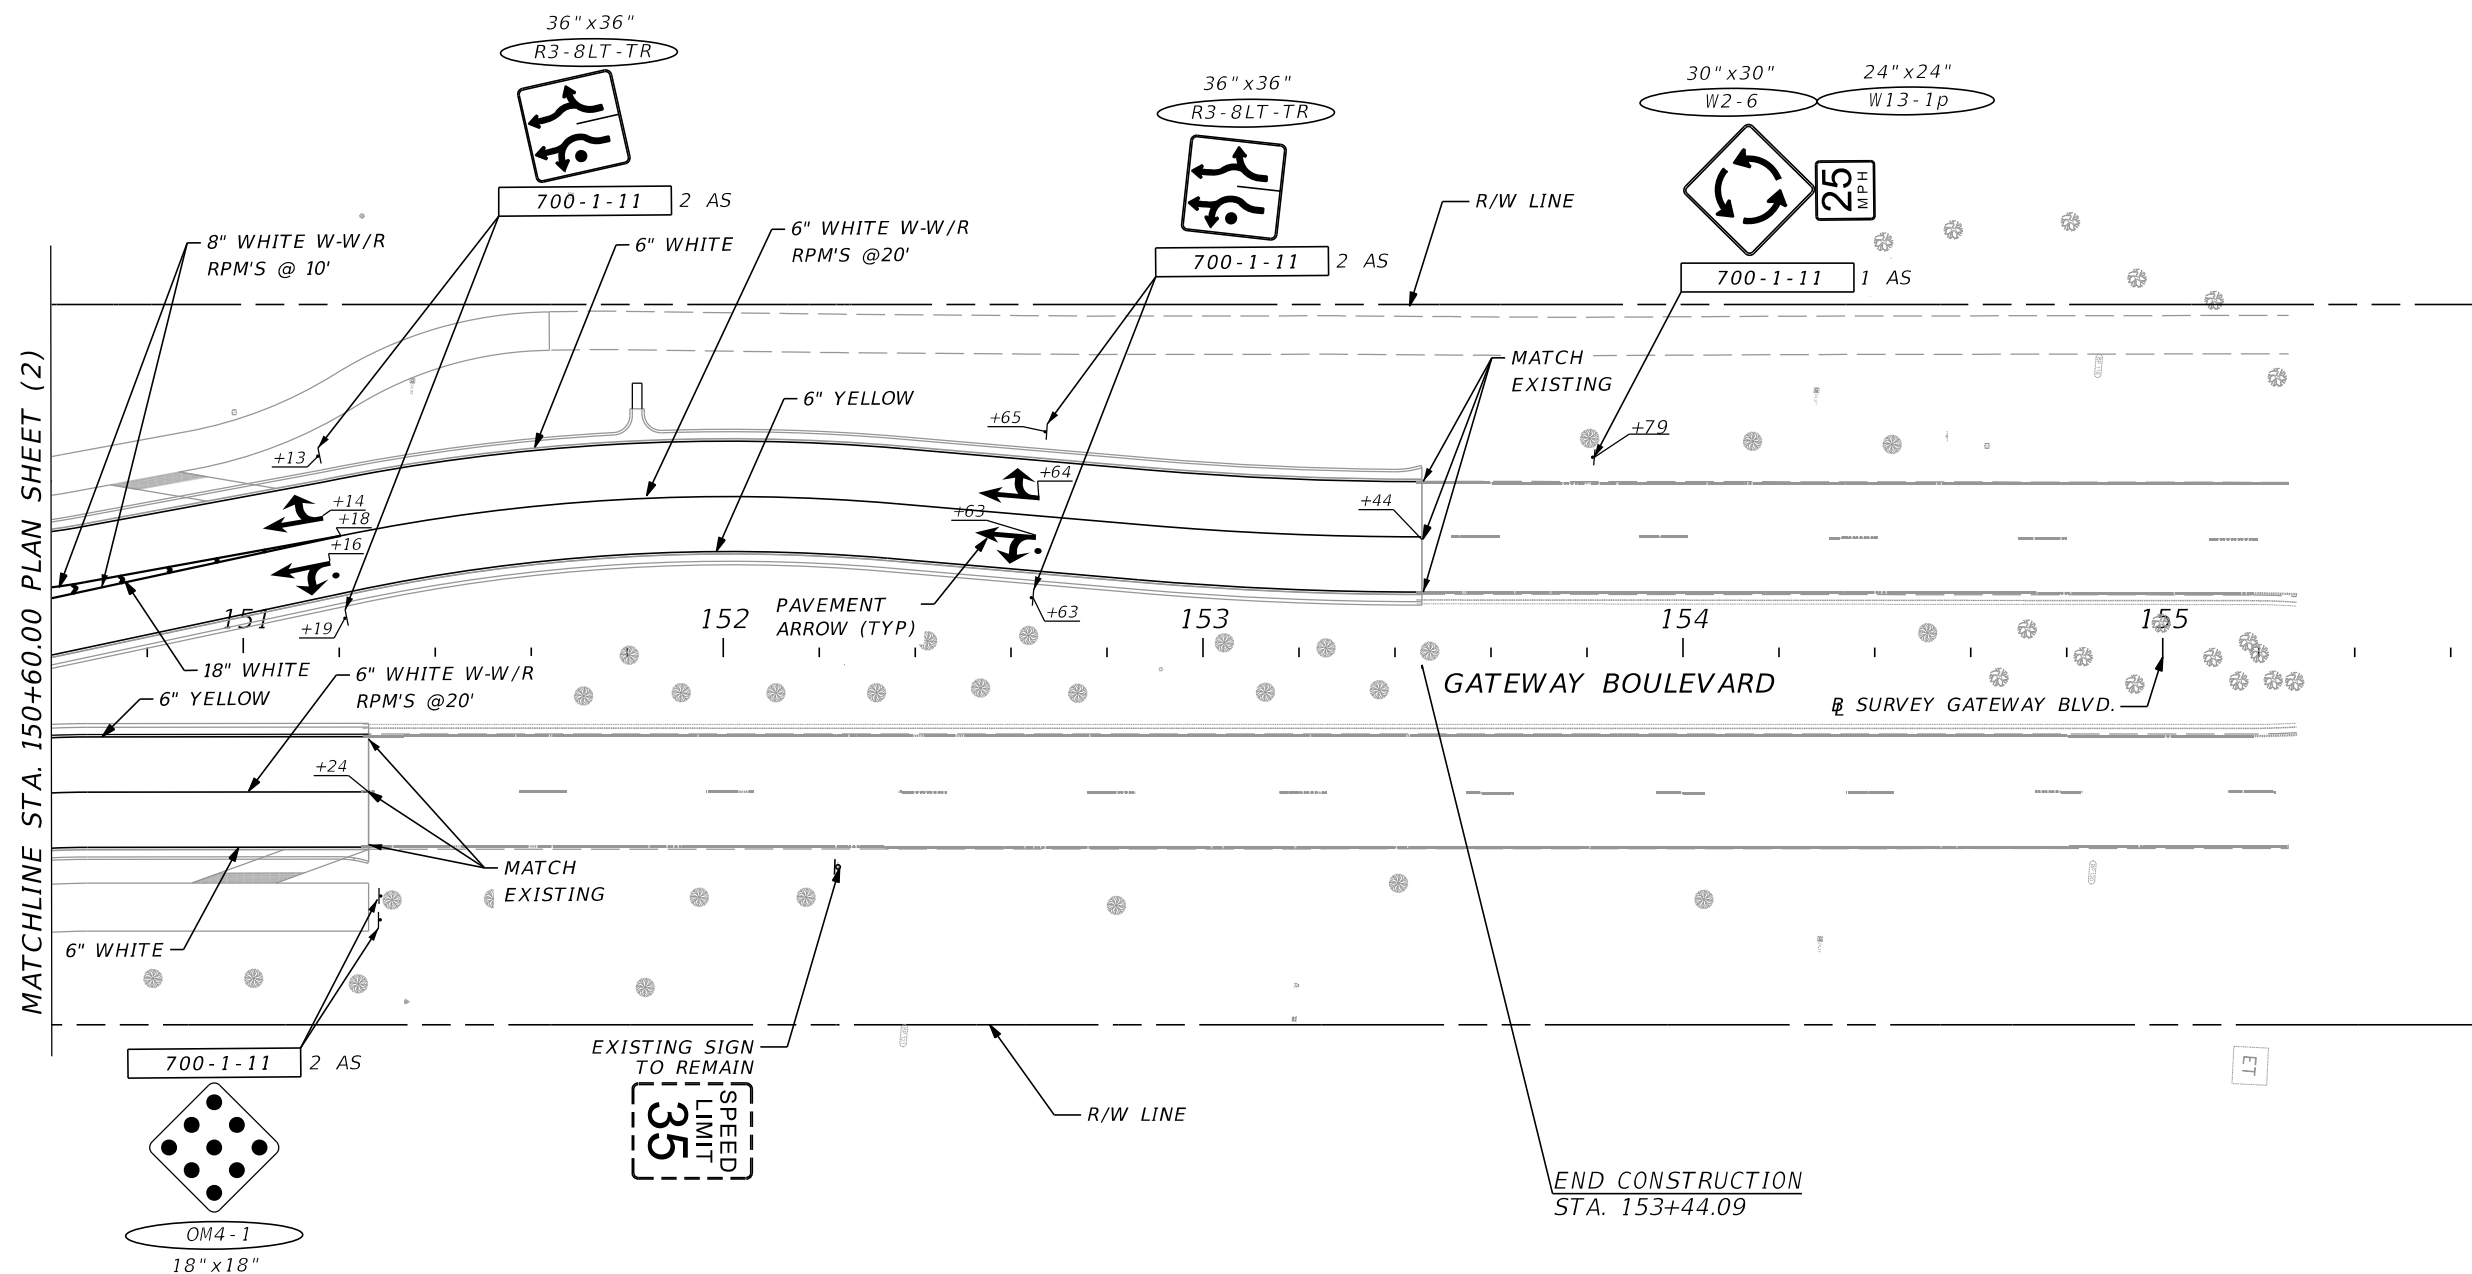 36"x36"
R3-8LT-TR
700-1-11 2 AS
36"x36"
R3-8LT-TR
700-1-11 2 AS
30"x30" 24"x24"
W2-6 W13-1p
25
MPH
700-1-11 1 AS
R/W LINE
8" WHITE W-W/R
RPM'S @ 10'
6" WHITE
6" WHITE W-W/R
RPM'S @20'
MATCH
EXISTING
6" YELLOW
+65
+79
+13
+64
+14
+18
+16
+63
+44
MATCHLINE STA. 150+60.00 PLAN SHEET (2)
151
152
153
154
155
+19
PAVEMENT
ARROW (TYP)
+63
18" WHITE
6" WHITE W-W/R
RPM'S @20'
6" YELLOW
GATEWAY BOULEVARD
BL SURVEY GATEWAY BLVD.
+24
MATCH
EXISTING
6" WHITE
EXISTING SIGN
TO REMAIN
SPEED
LIMIT
35
700-1-11 2 AS
R/W LINE
ET
END CONSTRUCTION
STA. 153+44.09
OM4-1
18"x18"